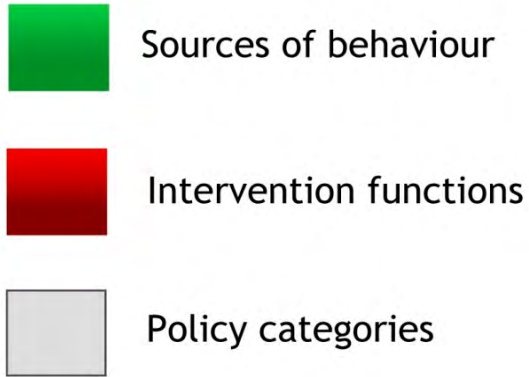 Sources of behaviour
Intervention functions
Policy categories